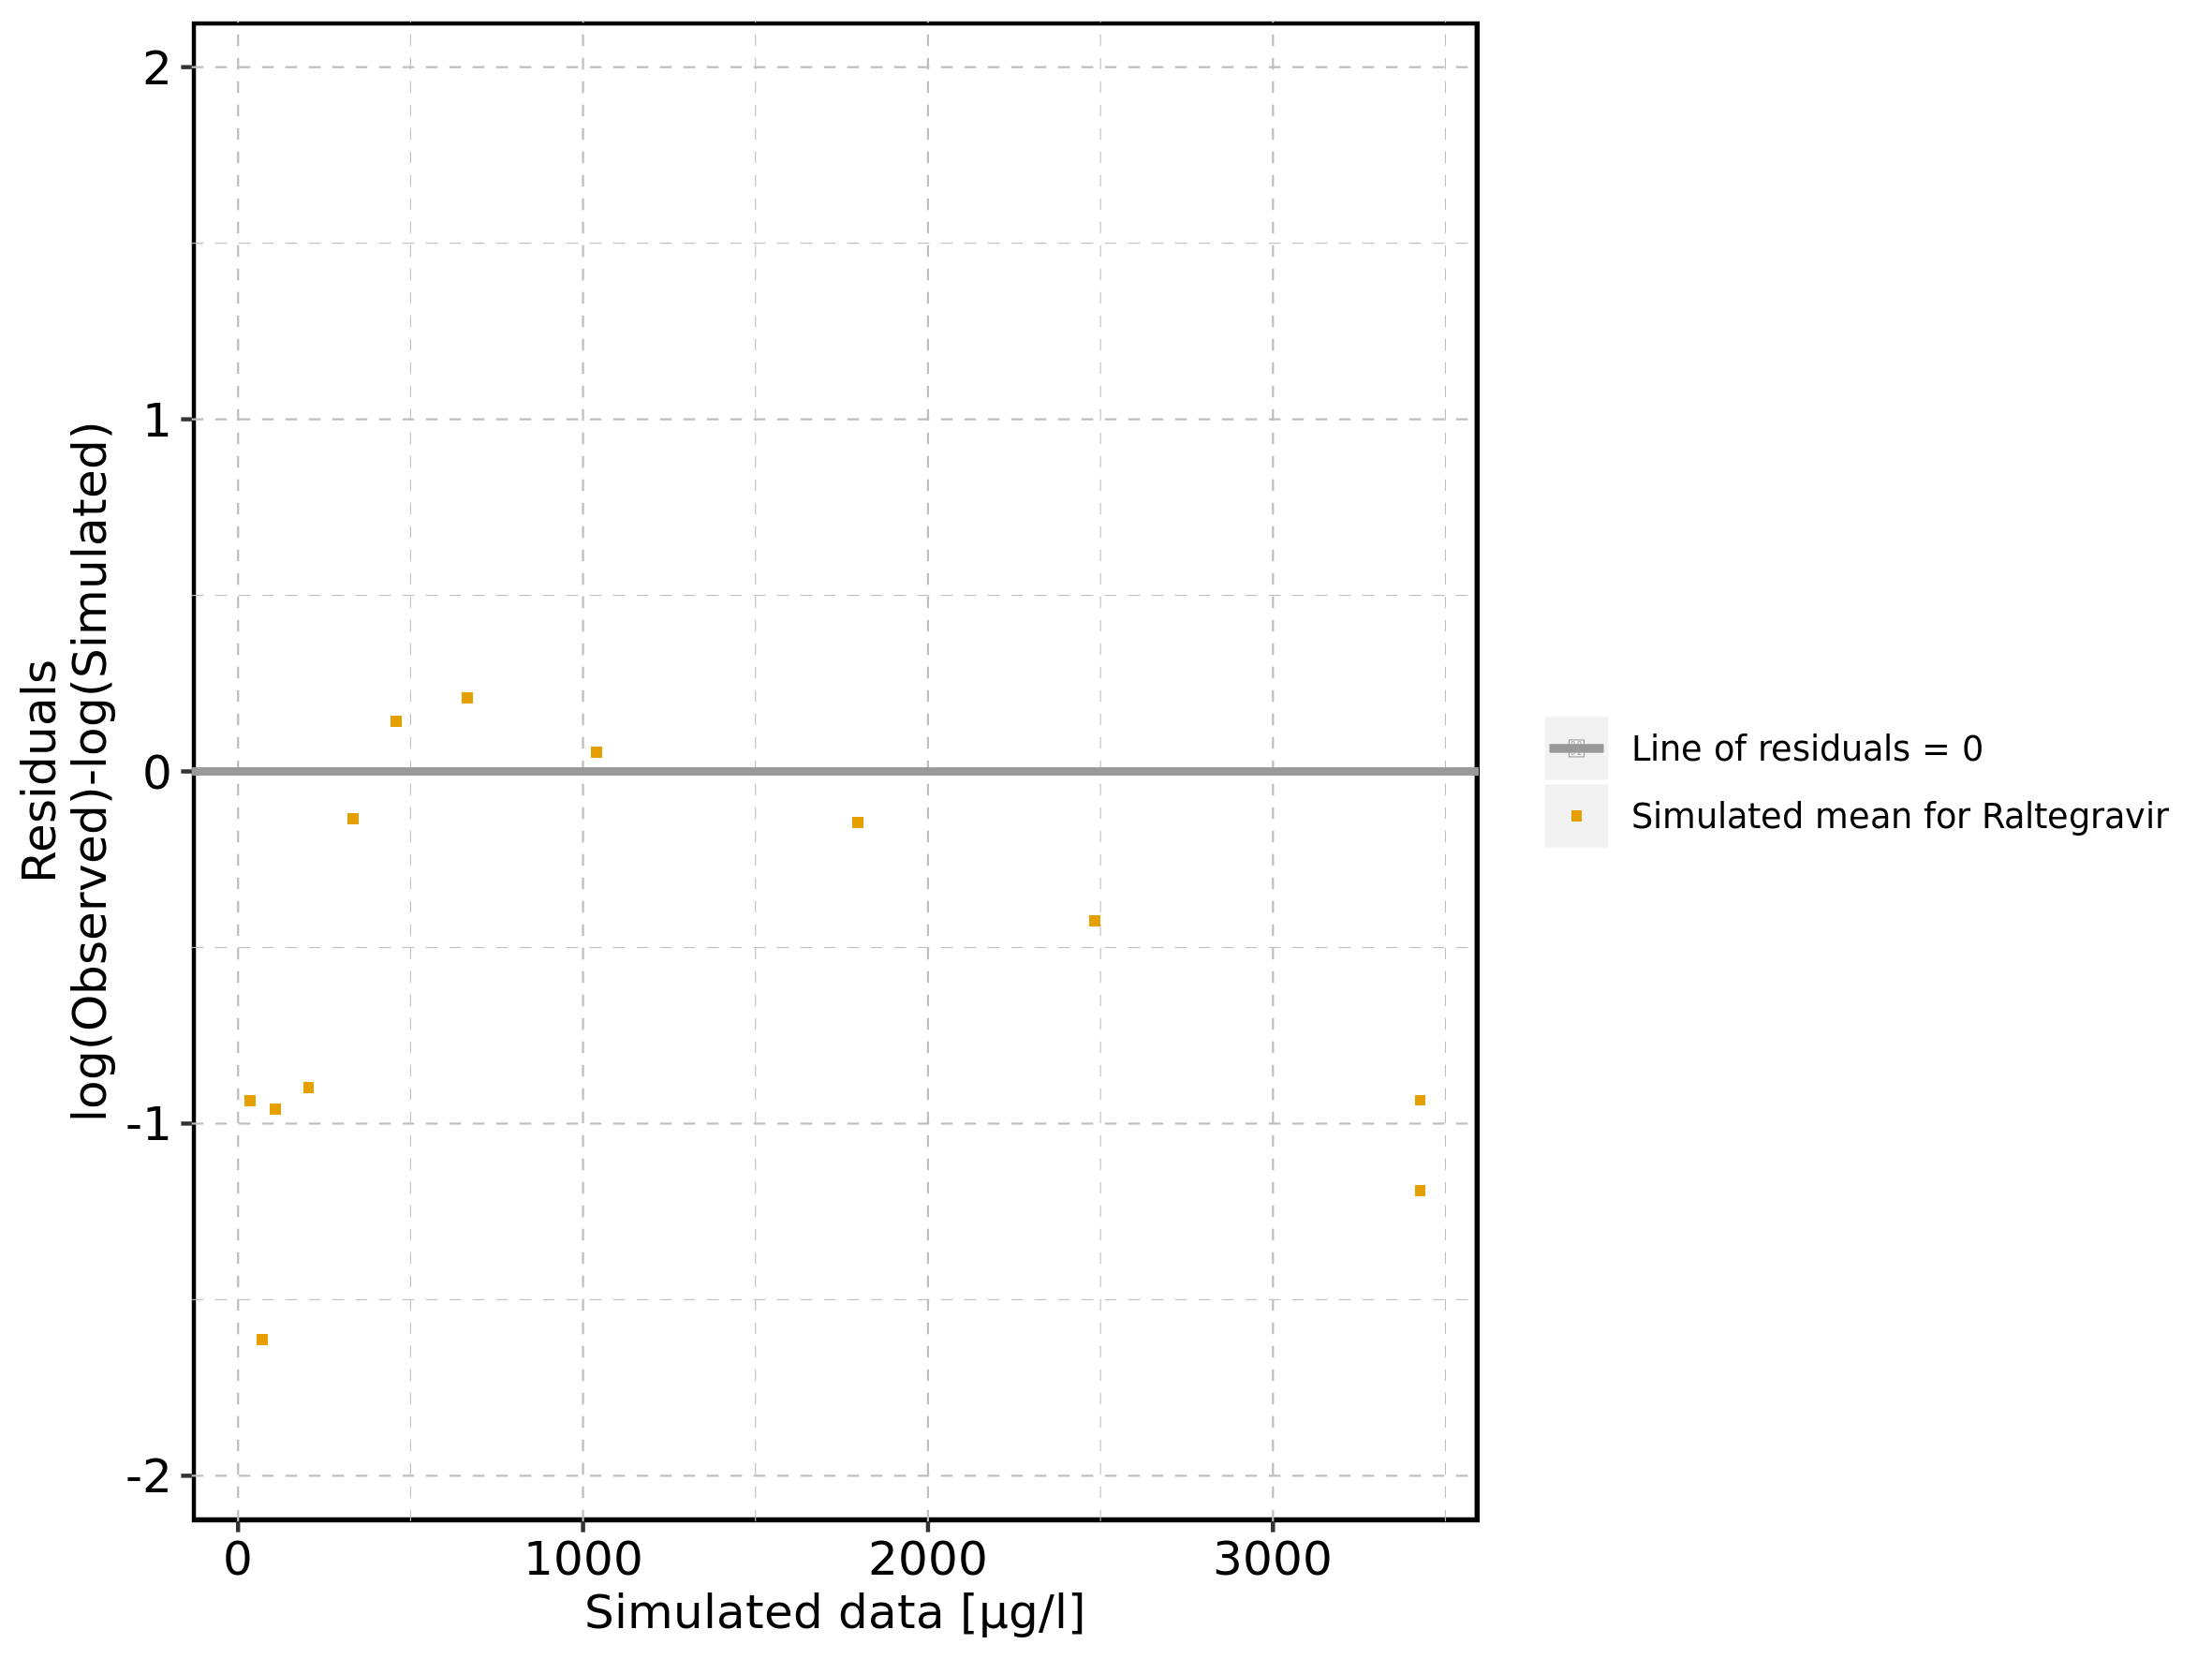 Residuals
log(Observed)-log(Simulated)
2
1
0
-1
-2
0 1000 2000 3000
Simulated data [µg/l]
Line of residuals = 0
Simulated mean for Raltegravir